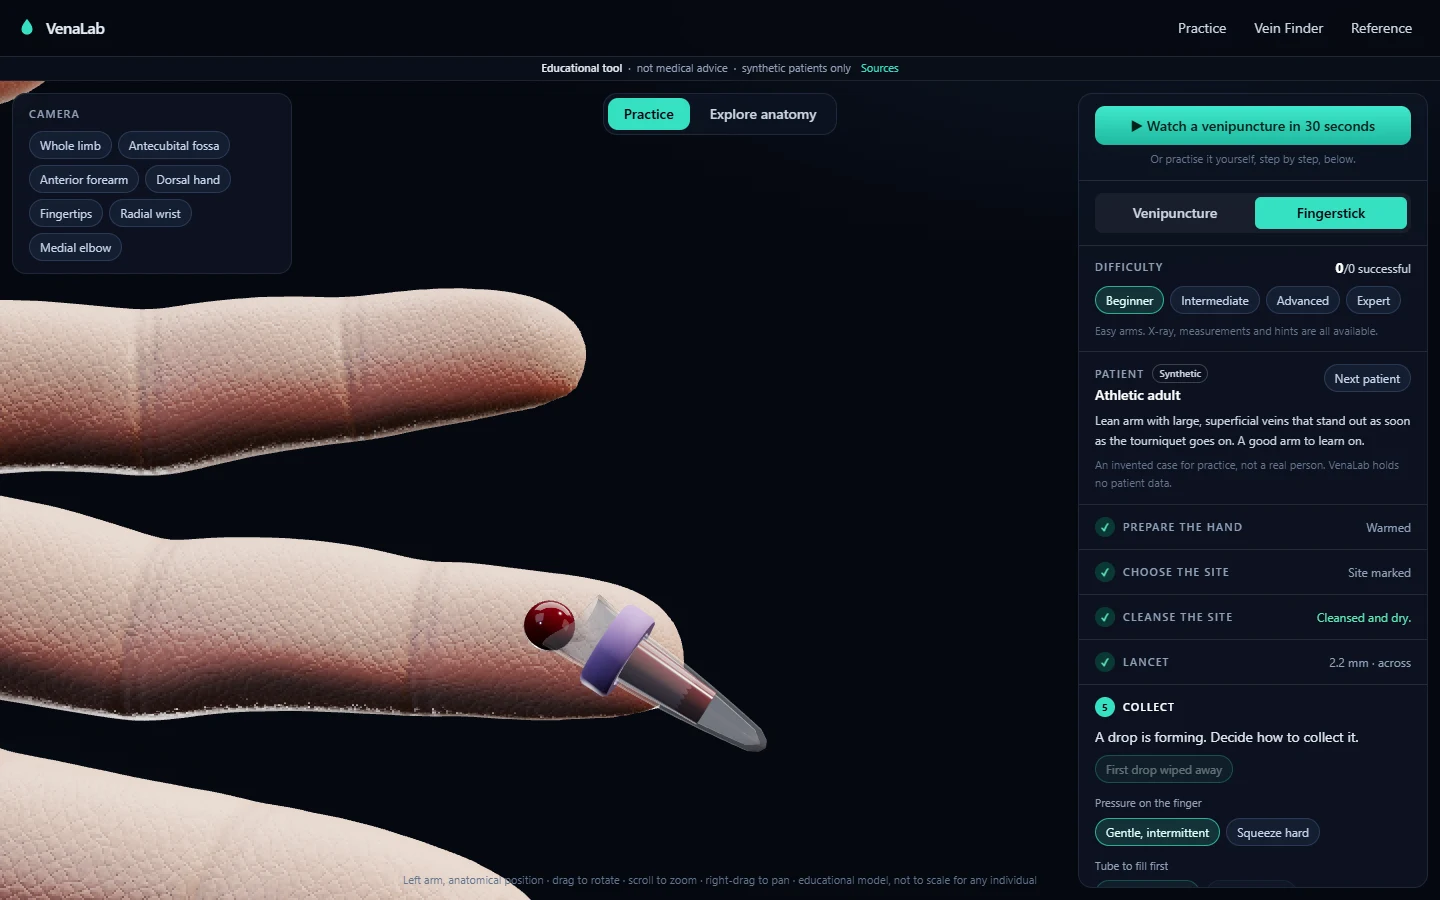 VenaLab
Practice
Vein Finder
Reference
Educational tool · not medical advice · synthetic patients only Sources
CAMERA
Whole limb
Antecubital fossa
Anterior forearm
Dorsal hand
Fingertips
Radial wrist
Medial elbow
Practice
Explore anatomy
▶ Watch a venipuncture in 30 seconds
Or practise it yourself, step by step, below.
Venipuncture
Fingerstick
DIFFICULTY
0/0 successful
Beginner
Intermediate
Advanced
Expert
Easy arms. X-ray, measurements and hints are all available.
PATIENT
Synthetic
Next patient
Athletic adult
Lean arm with large, superficial veins that stand out as soon
as the tourniquet goes on. A good arm to learn on.
An invented case for practice, not a real person. VenaLab holds
no patient data.
PREPARE THE HAND
Warmed
CHOOSE THE SITE
Site marked
CLEANSE THE SITE
Cleansed and dry.
LANCET
2.2 mm · across
5 COLLECT
A drop is forming. Decide how to collect it.
First drop wiped away
Pressure on the finger
Gentle, intermittent
Squeeze hard
Tube to fill first
Left arm, anatomical position · drag to rotate · scroll to zoom · right-drag to pan · educational model, not to scale for any individual